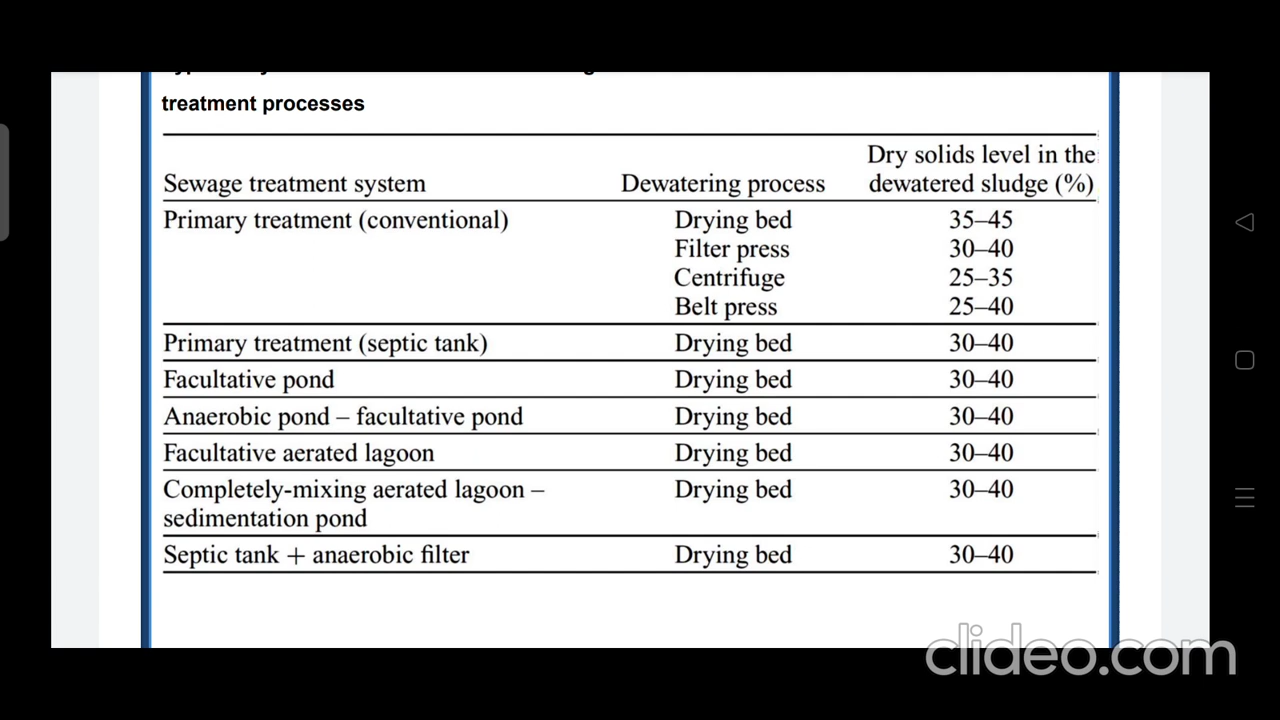 treatment processes
Dry solids level in the
Sewage treatment system Dewatering process dewatered sludge (%)
Primary treatment (conventional) Drying bed 35–45
Filter press 30–40
Centrifuge 25–35
Belt press 25–40
Primary treatment (septic tank) Drying bed 30–40
Facultative pond Drying bed 30–40
Anaerobic pond – facultative pond Drying bed 30–40
Facultative aerated lagoon Drying bed 30–40
Completely-mixing aerated lagoon – Drying bed 30–40
sedimentation pond
Septic tank + anaerobic filter Drying bed 30–40
clideo.com